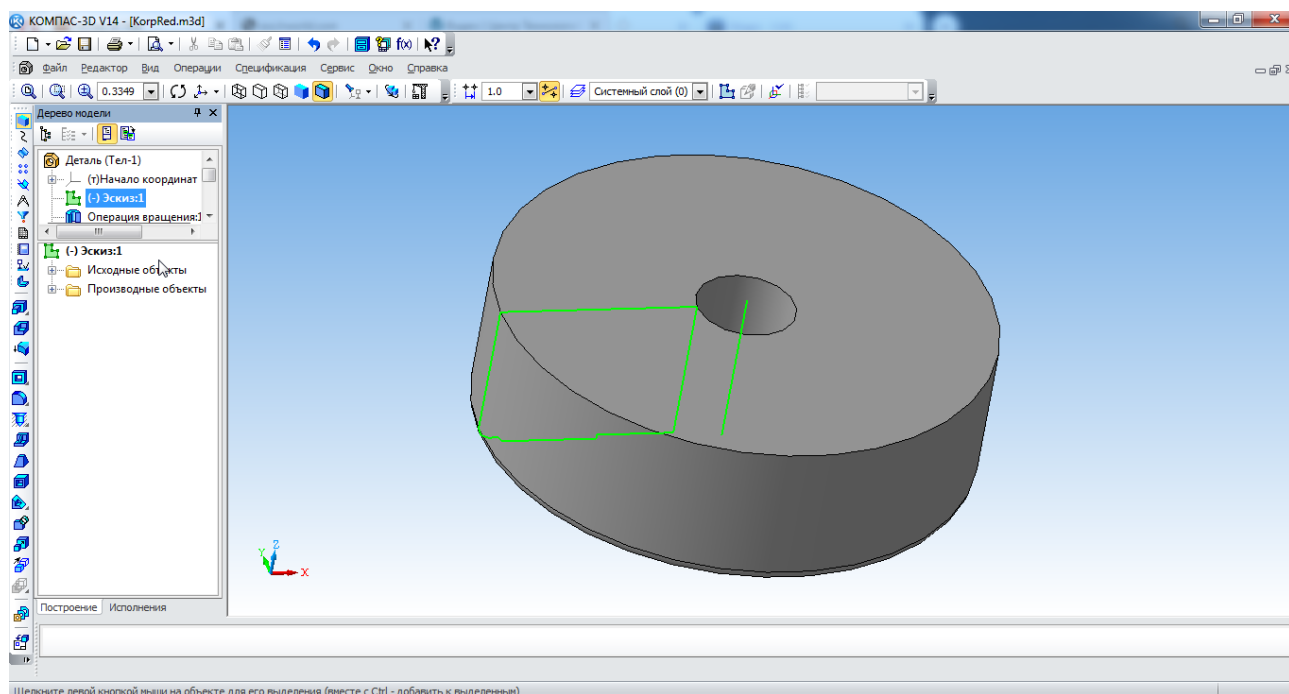 КОМПАС-3D V14 - [KorpRed.m3d]
Файл Редактор Вид Операции Спецификация Сервис Окно Справка
0.3349 1.0 Системный слой (0)
Дерево модели
Деталь (Тел-1)
(т)Начало координат
(-) Эскиз:1
Операция вращения:1
(-) Эскиз:1
Исходные объекты
Производные объекты
Z
Y
X
Построение Исполнения
Щелкните левой кнопкой мыши на объекте для его выделения (вместе с Ctrl - добавить к выделенным)